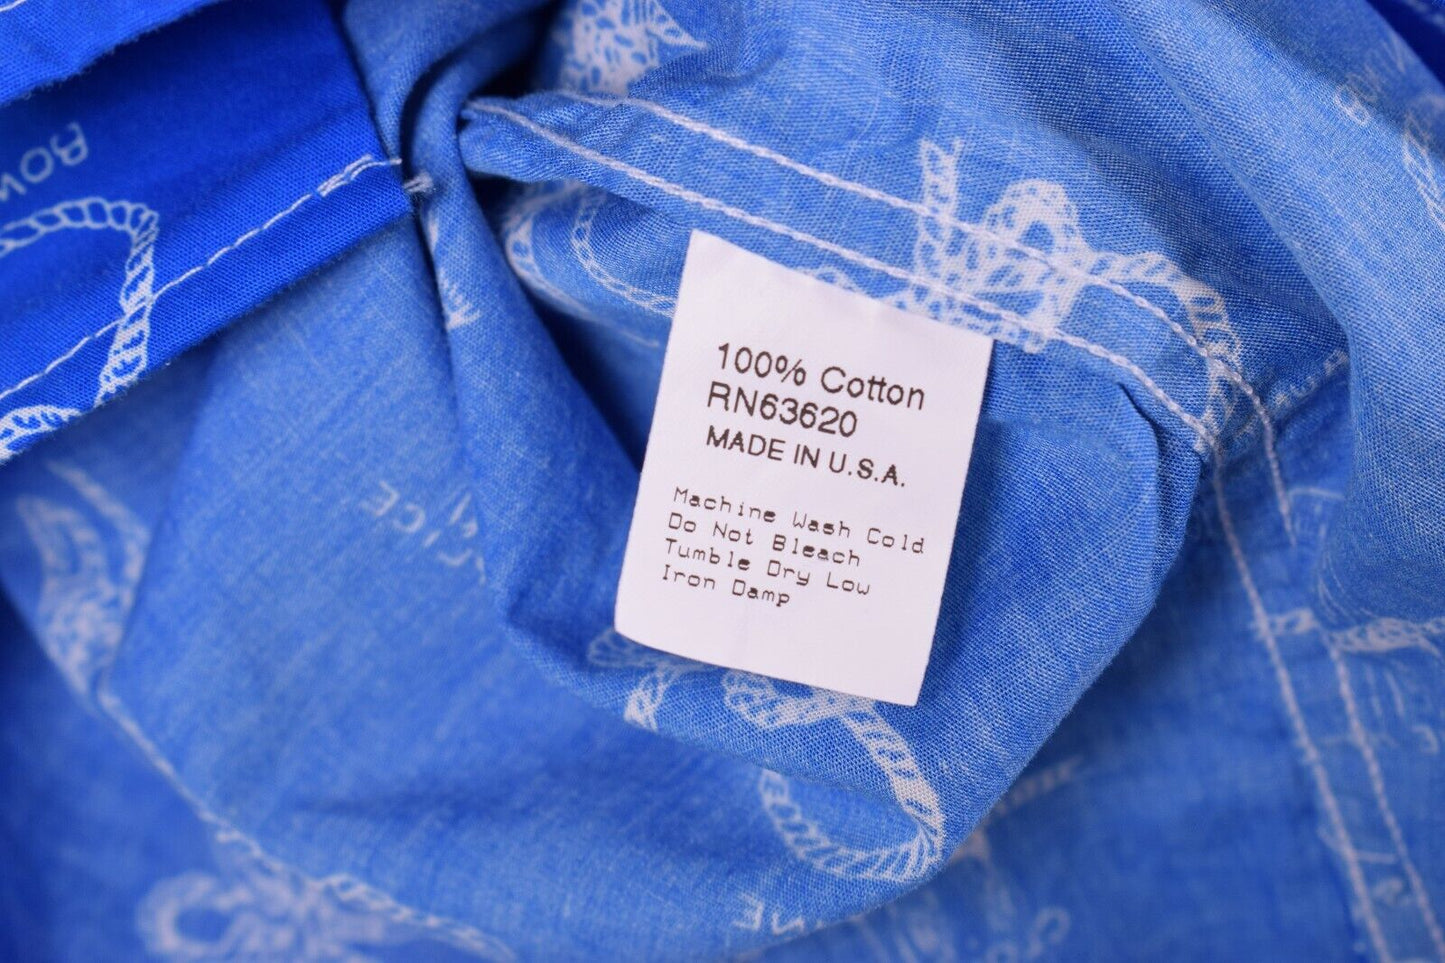 100% Cotton
RN63620
MADE IN U.S.A.
Machine Wash Cold
Do Not Bleach
Tumble Dry Low
Iron Damp